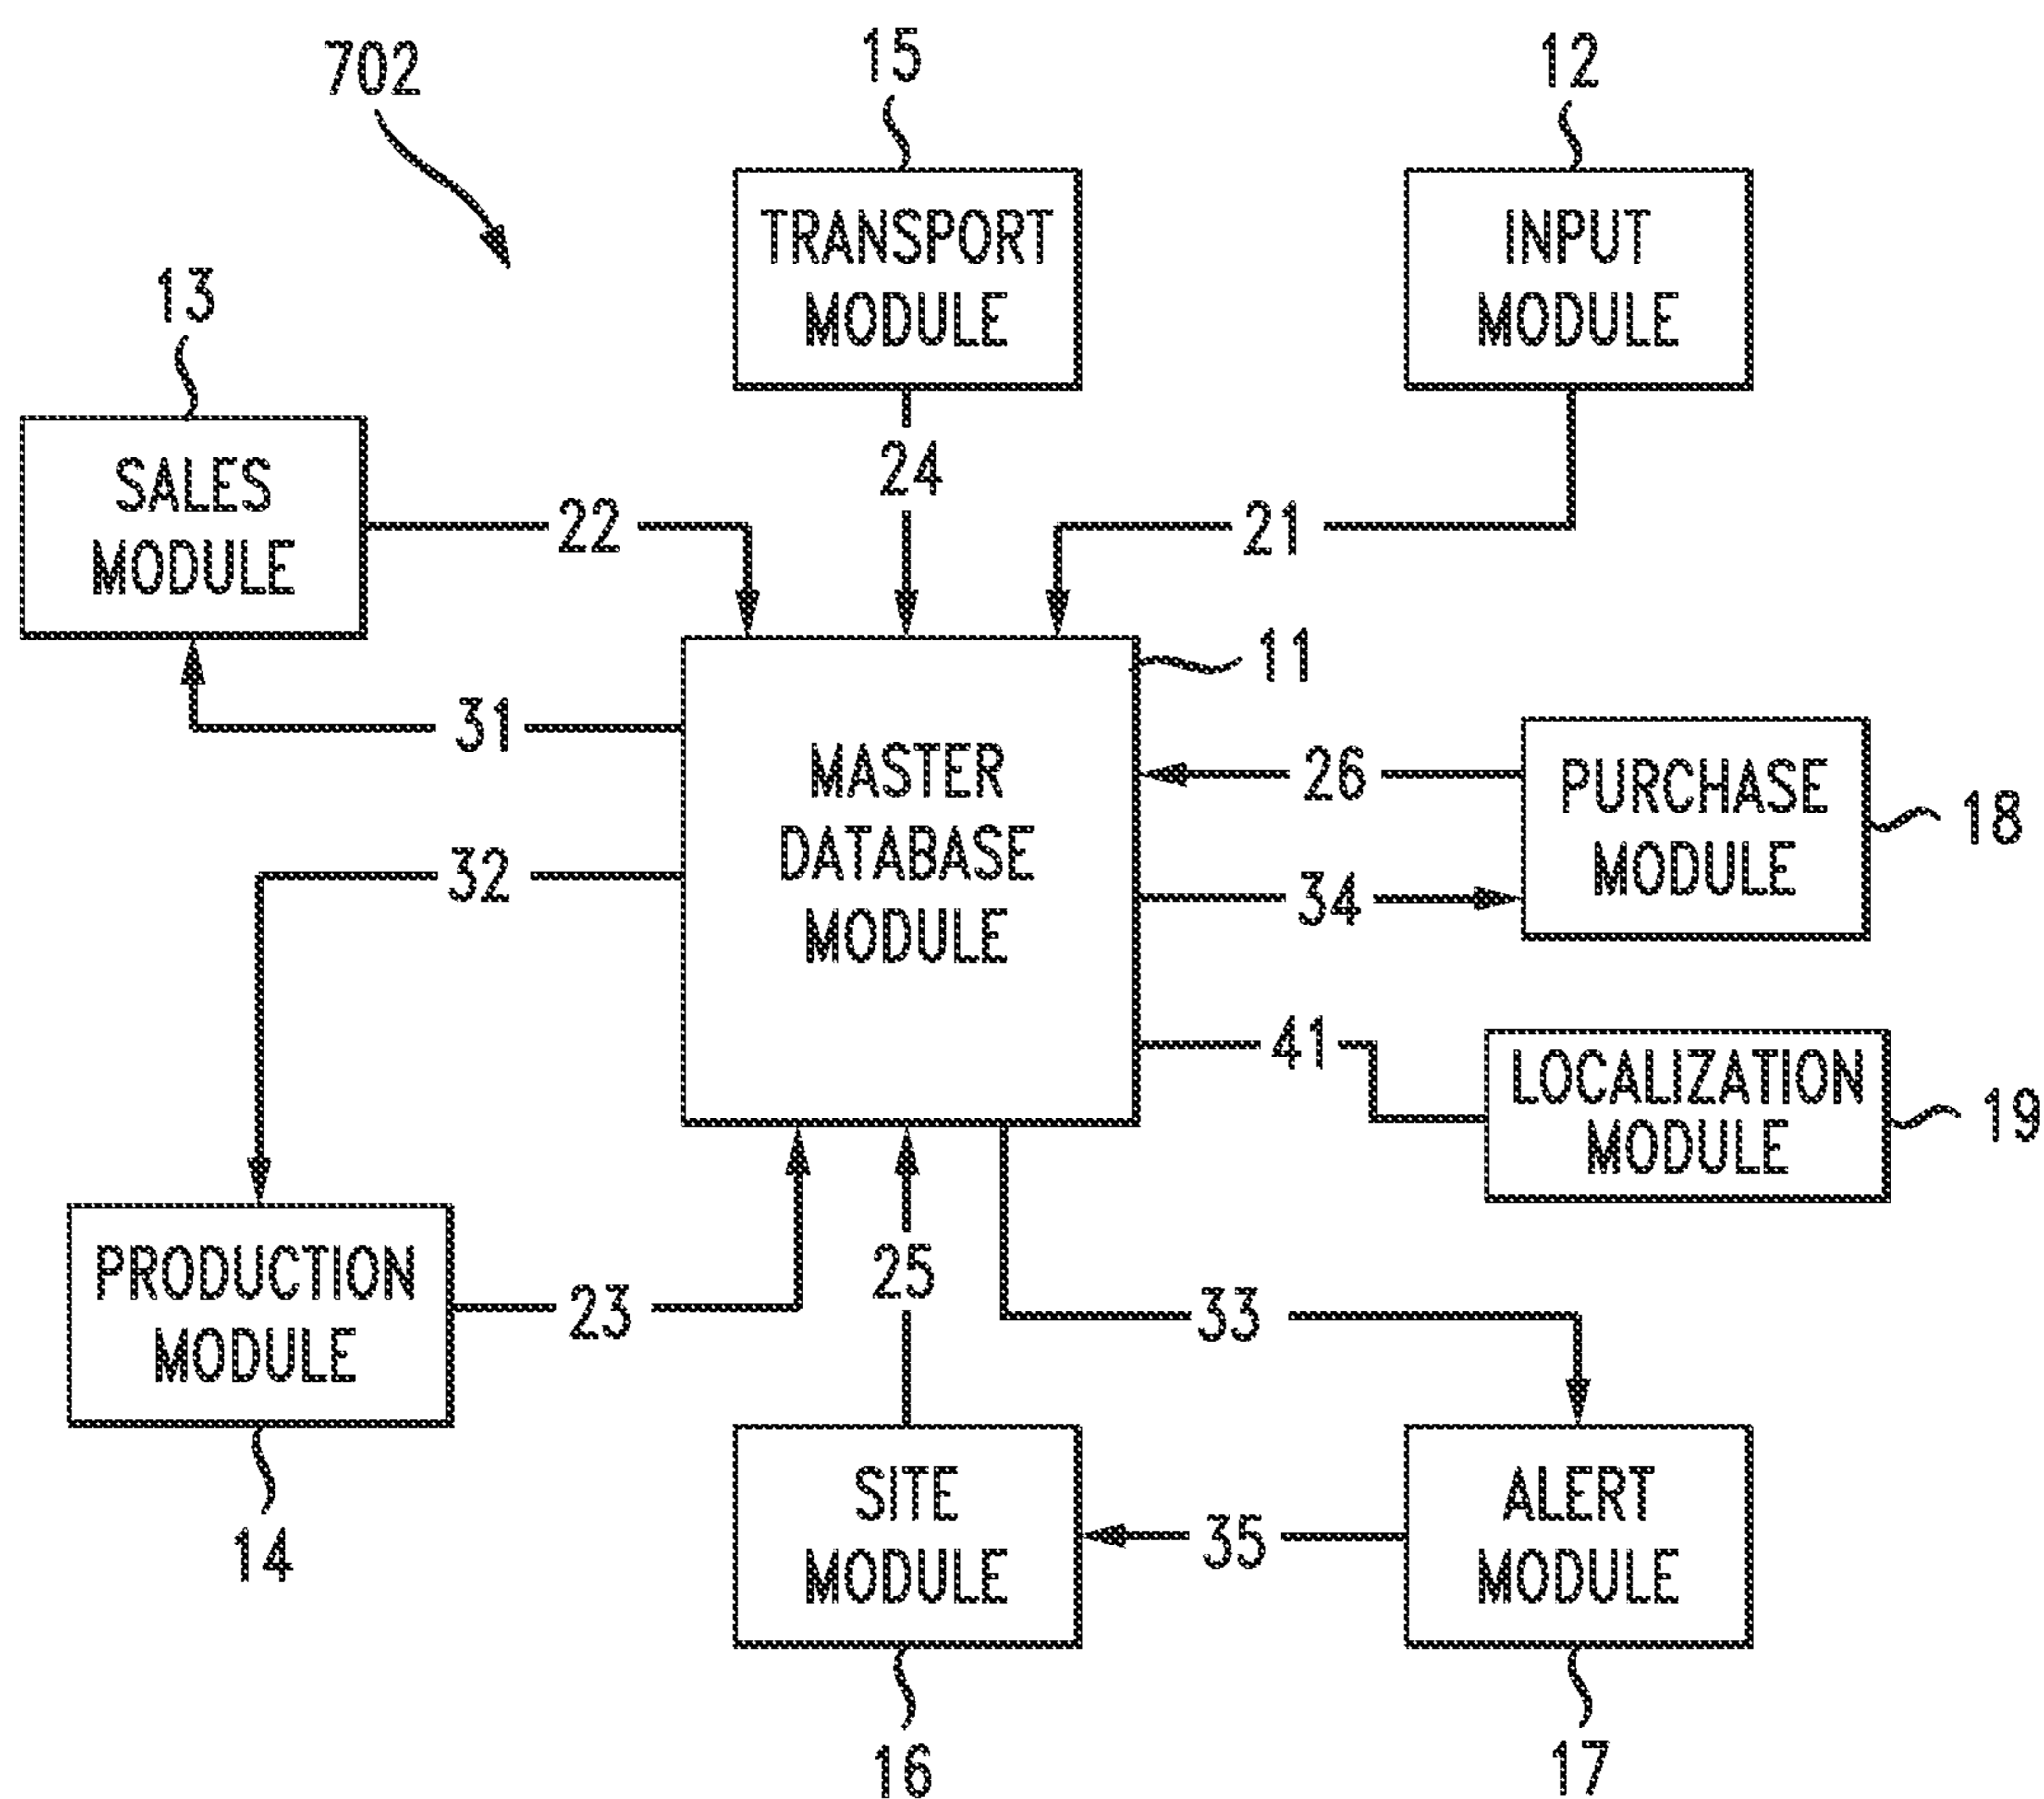 702
15
12
TRANSPORT
MODULE
INPUT
MODULE
13
SALES
MODULE
24
22
21
11
31
MASTER
DATABASE
MODULE
26
PURCHASE
MODULE
18
32
34
41
LOCALIZATION
MODULE
19
PRODUCTION
MODULE
23
25
33
14
SITE
MODULE
35
ALERT
MODULE
16
17